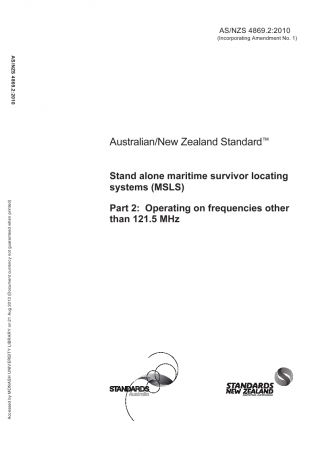 AS/NZS 4869.2:2010
(Incorporating Amendment No. 1)
AS/NZS 4869.2:2010
Australian/New Zealand Standard™
Stand alone maritime survivor locating
systems (MSLS)
Part 2: Operating on frequencies other
than 121.5 MHz
Accessed by MONASH UNIVERSITY LIBRARY on 21 Aug 2013 (Document currency not guaranteed when printed)
STANDARDS
Australia
STANDARDS
NEW ZEALAND